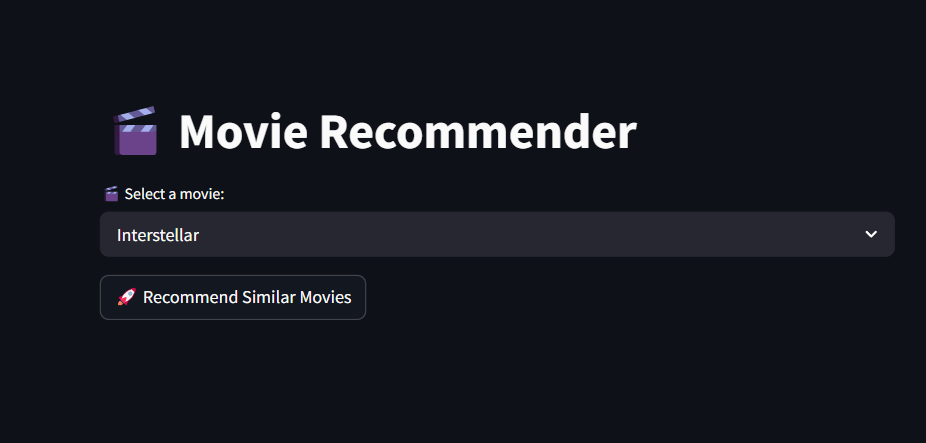 🎬 Movie Recommender
🎬 Select a movie:
Interstellar
🚀 Recommend Similar Movies